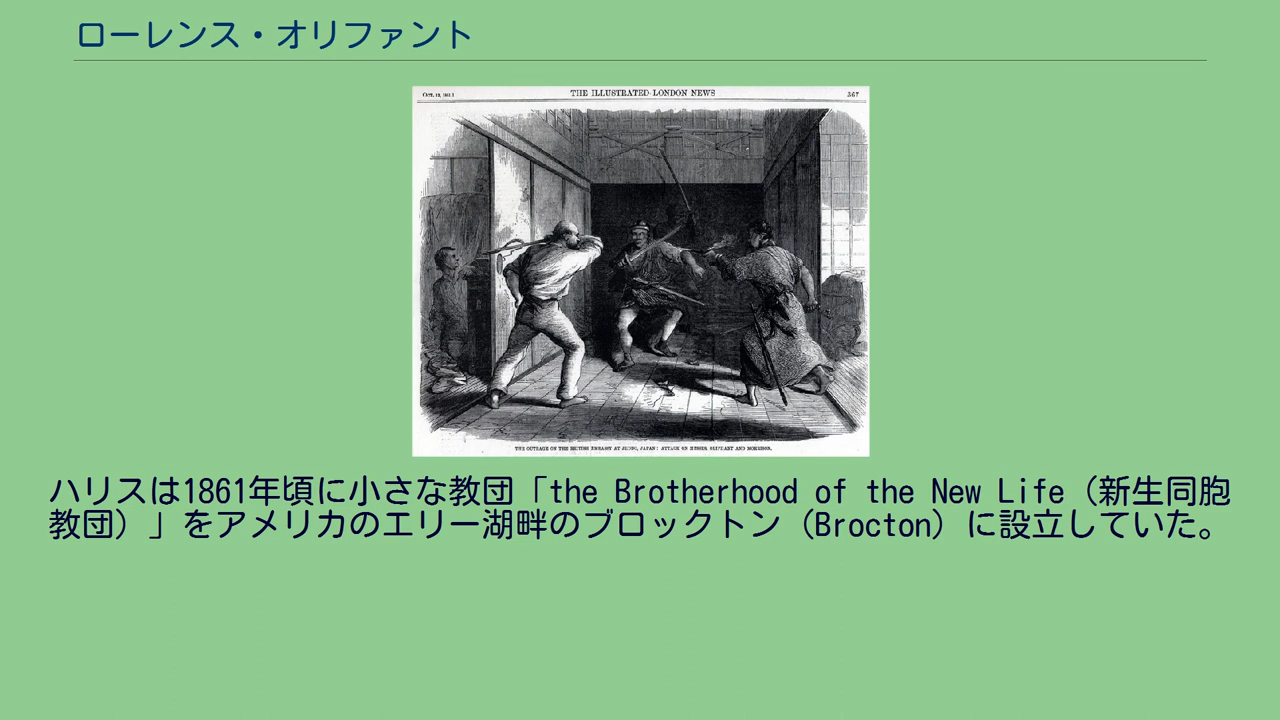 ローレンス・オリファント
THE ILLUSTRATED LONDON NEWS
367
THE OUTRAGE ON THE BRITISH EMBASSY AT JEDDO, JAPAN: ATTACK ON MESSRS. OLIPHANT AND MORRISON.
ハリスは1861年頃に小さな教団「the Brotherhood of the New Life（新生同胞
教団）」をアメリカのエリー湖畔のブロックトン（Brocton）に設立していた。